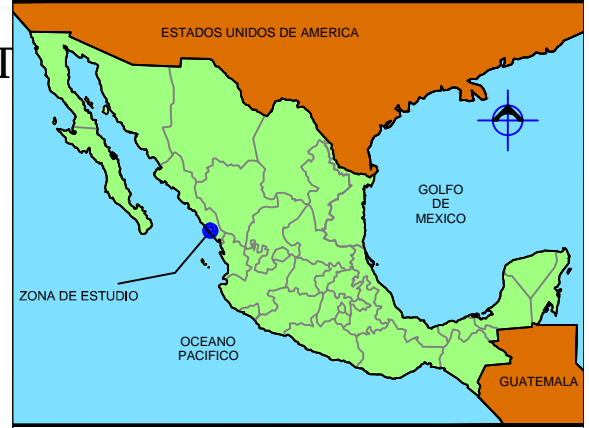 ESTADOS UNIDOS DE AMERICA
T
GOLFO
DE
MEXICO
ZONA DE ESTUDIO
OCEANO
PACIFICO
GUATEMALA